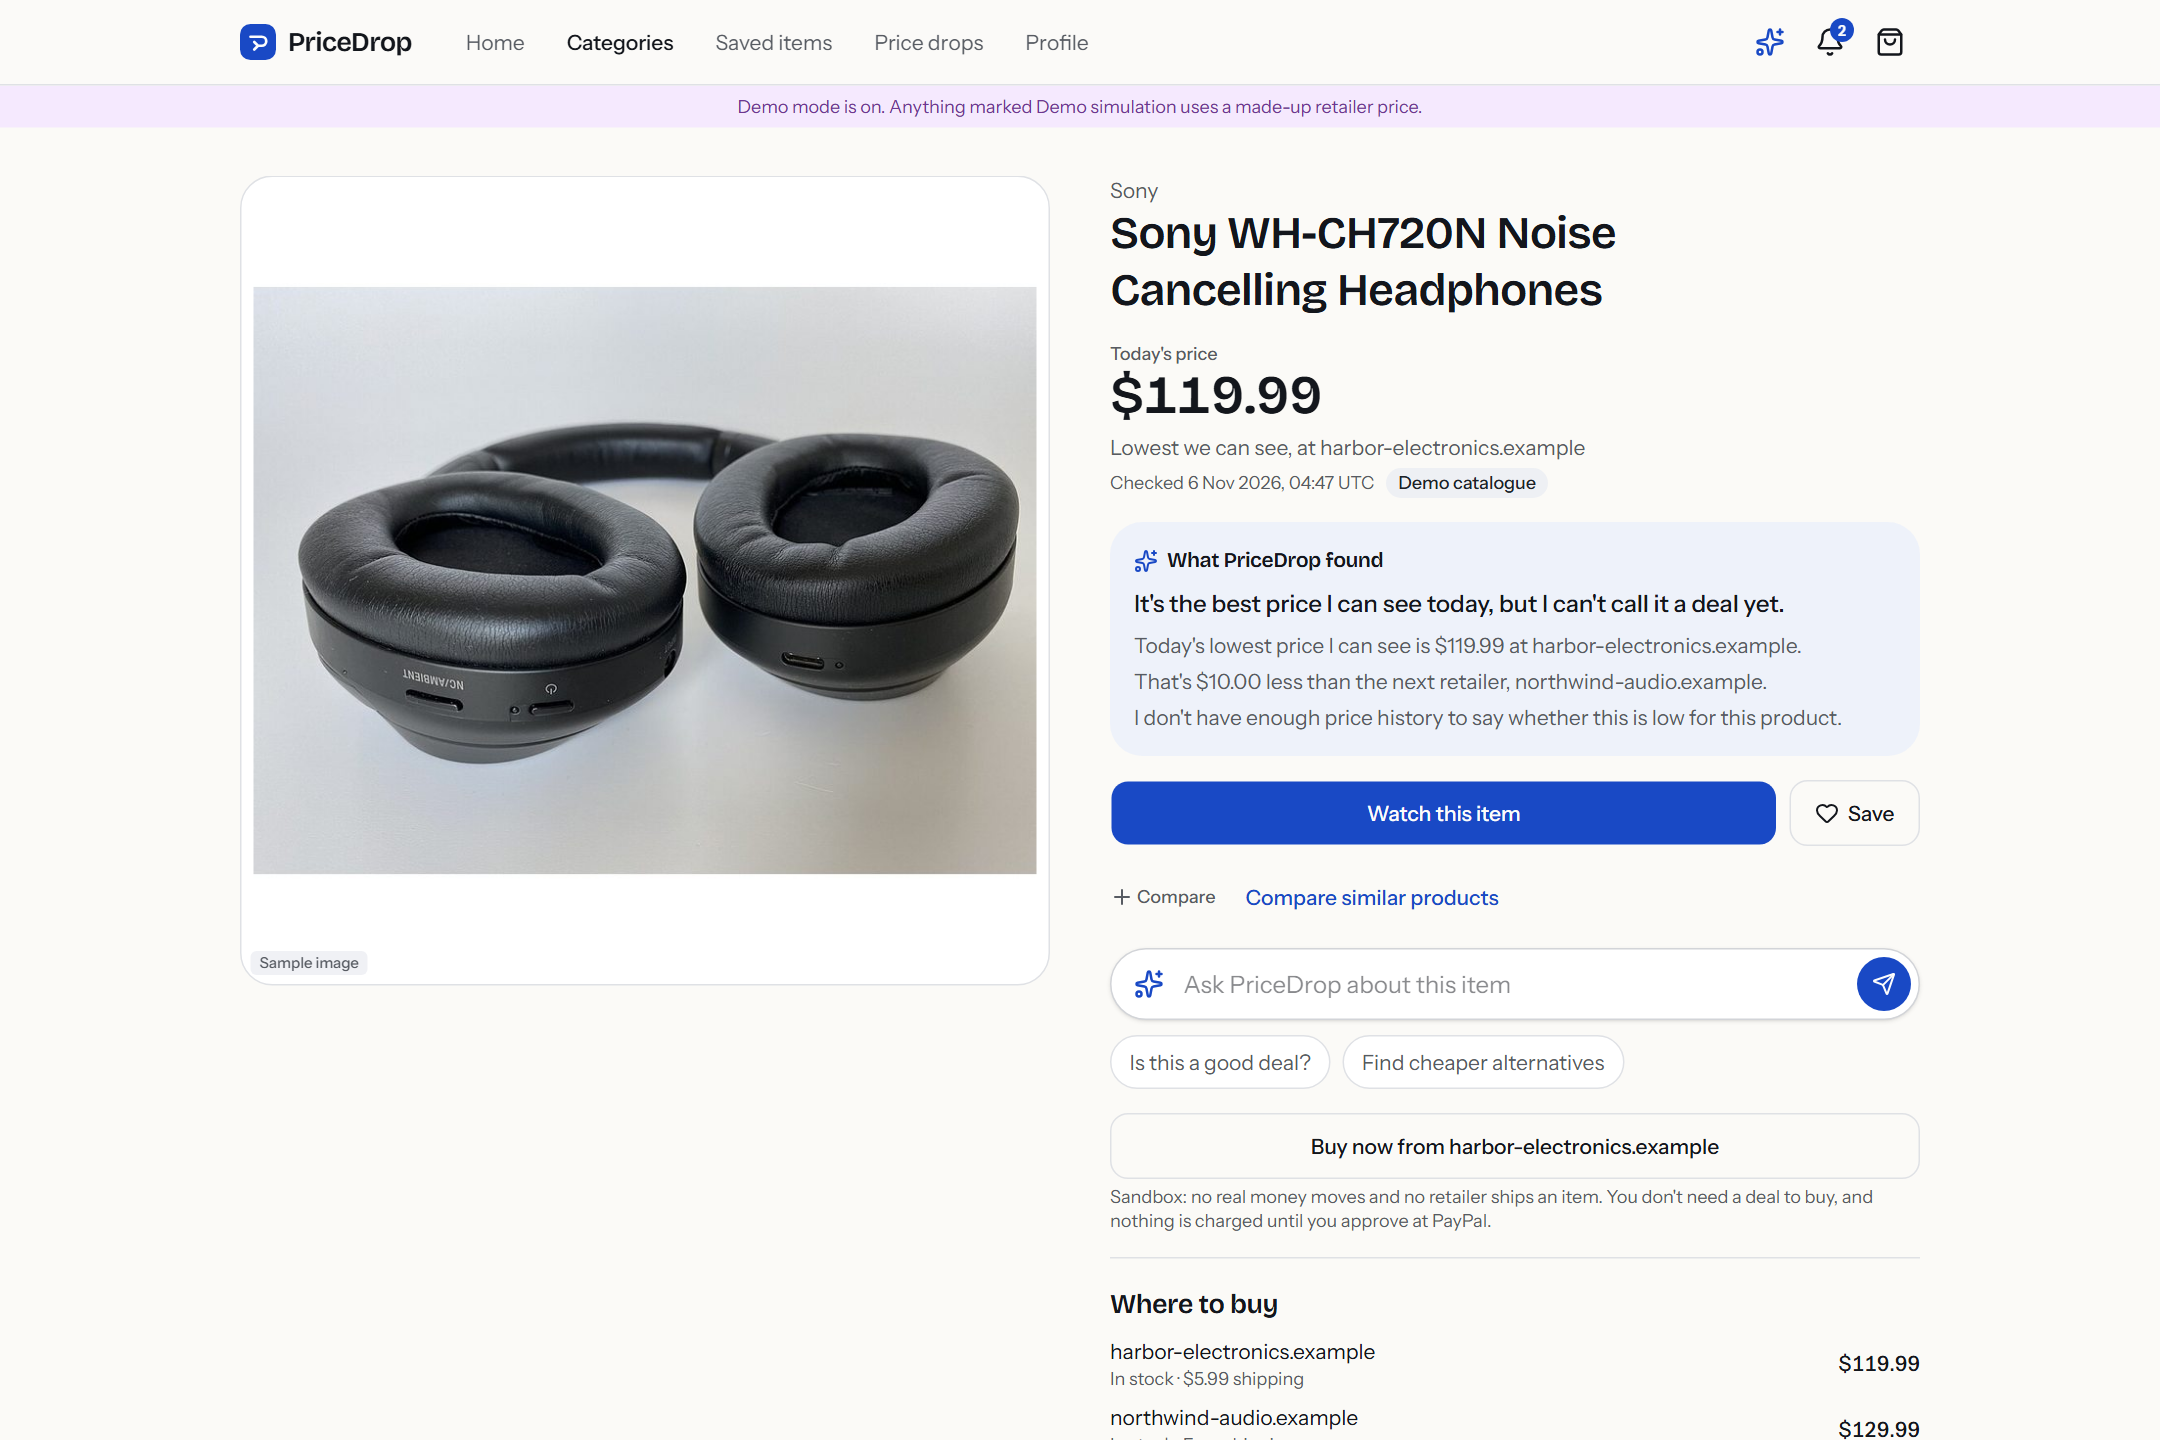 PriceDrop
Home
Categories
Saved items
Price drops
Profile
2
Demo mode is on. Anything marked Demo simulation uses a made-up retailer price.
NC/AMBIENT
Sample image
Sony
Sony WH-CH720N Noise
Cancelling Headphones
Today's price
$119.99
Lowest we can see, at harbor-electronics.example
Checked 6 Nov 2026, 04:47 UTC
Demo catalogue
What PriceDrop found
It's the best price I can see today, but I can't call it a deal yet.
Today's lowest price I can see is $119.99 at harbor-electronics.example.
That's $10.00 less than the next retailer, northwind-audio.example.
I don't have enough price history to say whether this is low for this product.
Watch this item
Save
Compare
Compare similar products
Ask PriceDrop about this item
Is this a good deal?
Find cheaper alternatives
Buy now from harbor-electronics.example
Sandbox: no real money moves and no retailer ships an item. You don't need a deal to buy, and
nothing is charged until you approve at PayPal.
Where to buy
harbor-electronics.example
$119.99
In stock · $5.99 shipping
northwind-audio.example
$129.99